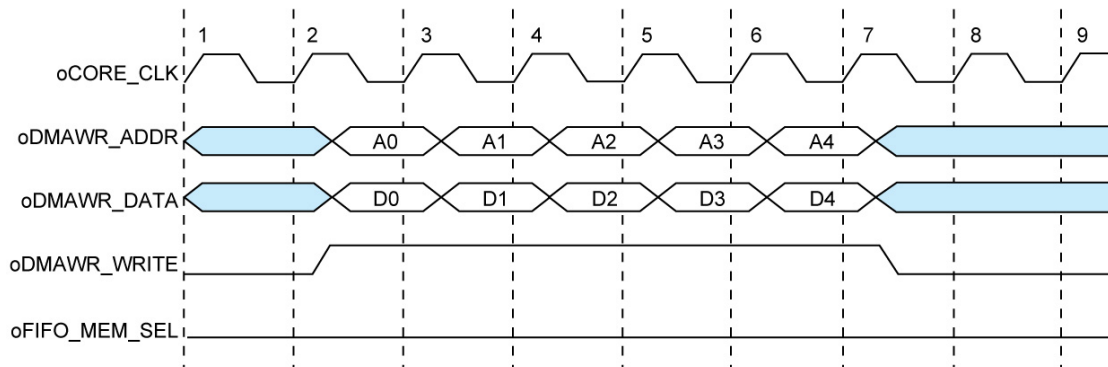 1 2 3 4 5 6 7 8 9
oCORE_CLK
oDMAWR_ADDR A0 A1 A2 A3 A4
oDMAWR_DATA D0 D1 D2 D3 D4
oDMAWR_WRITE
oFIFO_MEM_SEL